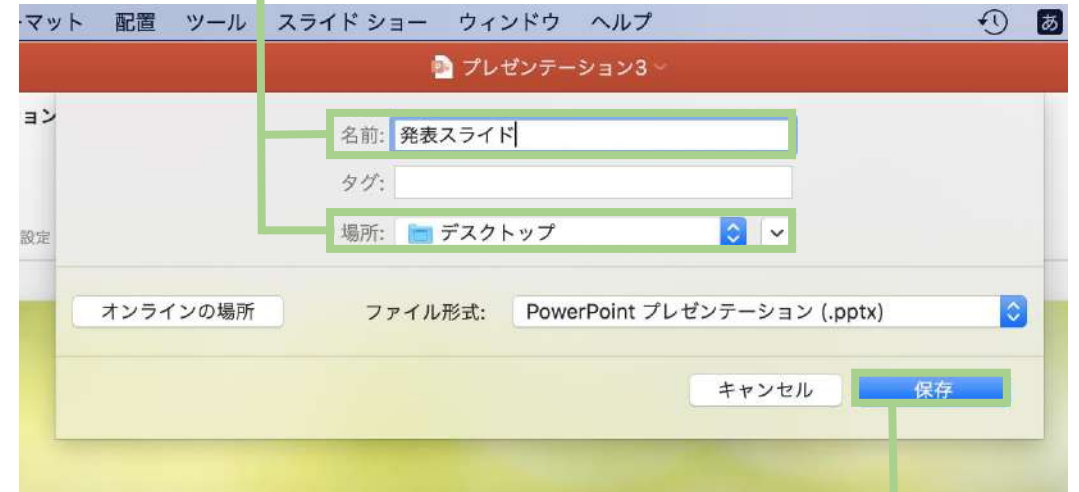 ーマット 配置 ツール スライド ショー ウィンドウ ヘルプ あ
プレゼンテーション3
ョン
名前: 発表スライド
タグ:
場所: デスクトップ
設定
オンラインの場所 ファイル形式: PowerPoint プレゼンテーション (.pptx)
キャンセル 保存